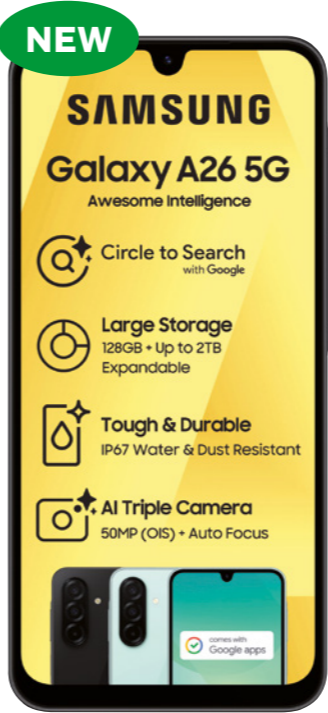 NEW
SAMSUNG
Galaxy A26 5G
Awesome Intelligence
Circle to Search
with Google
Large Storage
128GB + Up to 2TB
Expandable
Tough & Durable
IP67 Water & Dust Resistant
AI Triple Camera
50MP (OIS) + Auto Focus
comes with
Google apps